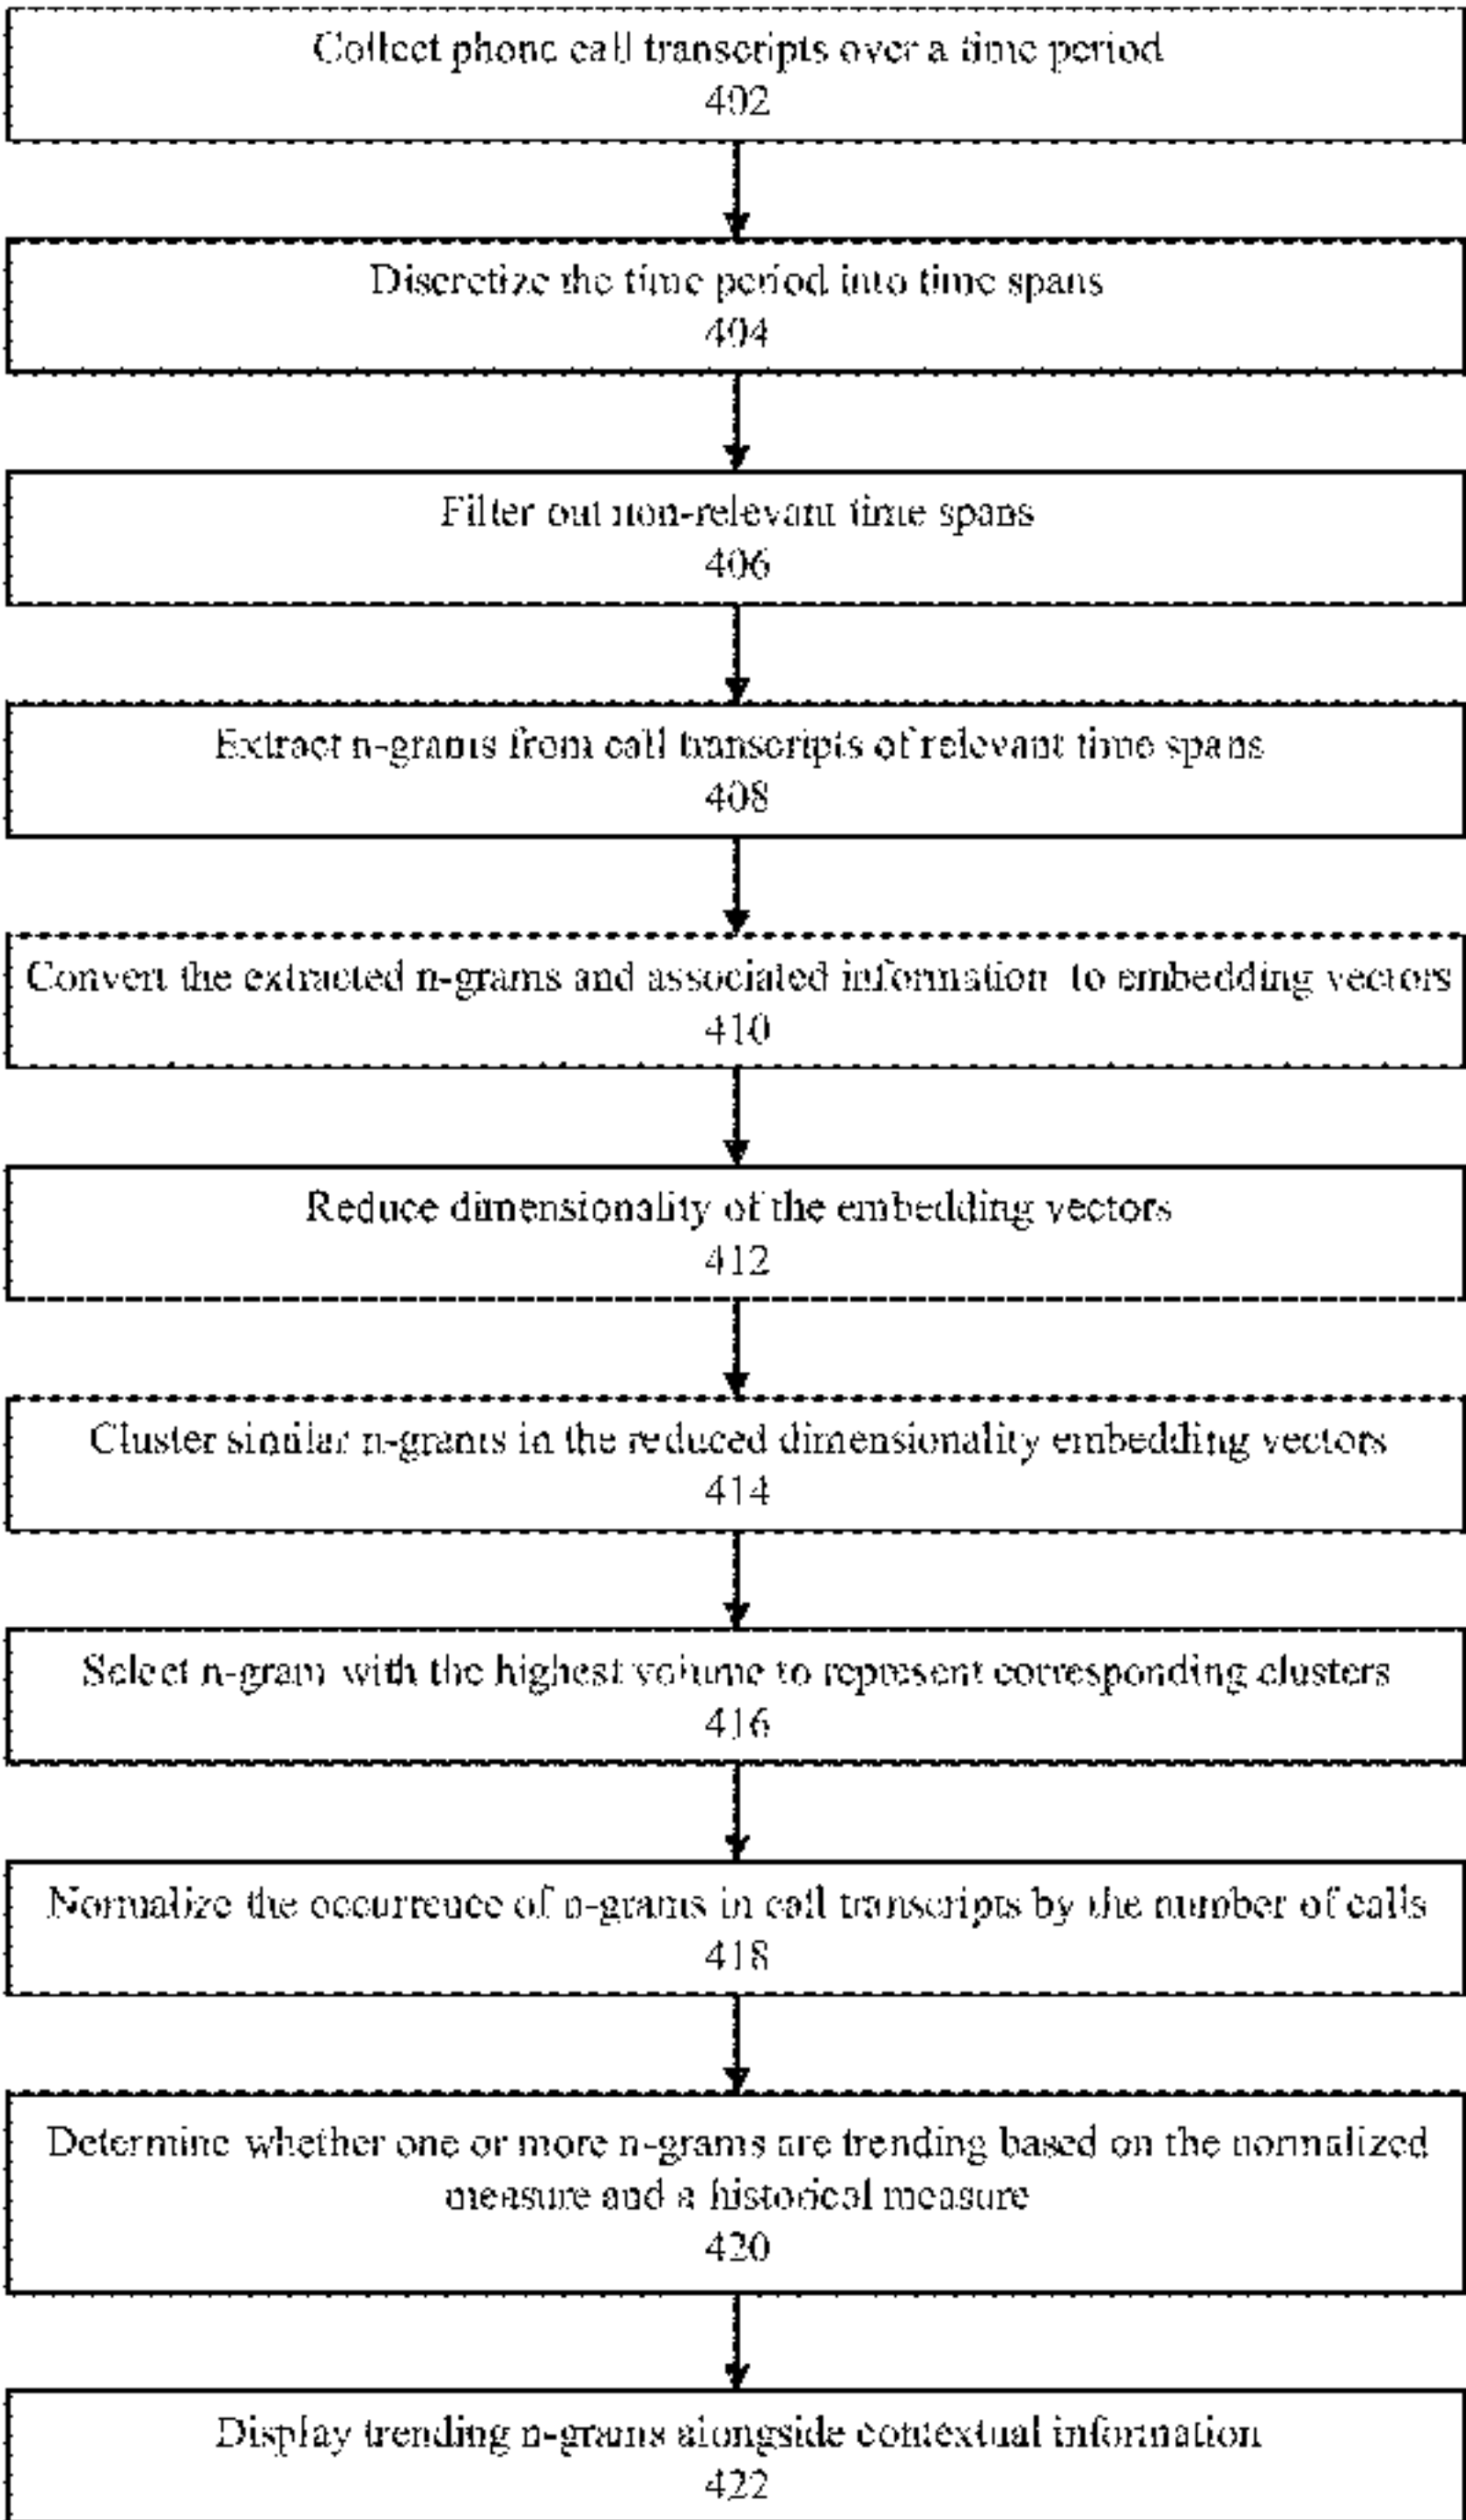 Collect phone call transcripts over a time period
402
Discretize the time period into time spans
404
Filter out non-relevant time spans
406
Extract n-grams from call transcripts of relevant time spans
408
Convert the extracted n-grams and associated information to embedding vectors
410
Reduce dimensionality of the embedding vectors
412
Cluster similar n-grams in the reduced dimensionality embedding vectors
414
Select n-gram with the highest volume to represent corresponding clusters
416
Normalize the occurrence of n-grams in call transcripts by the number of calls
418
Determine whether one or more n-grams are trending based on the normalized
measure and a historical measure
420
Display trending n-grams alongside contextual information
422